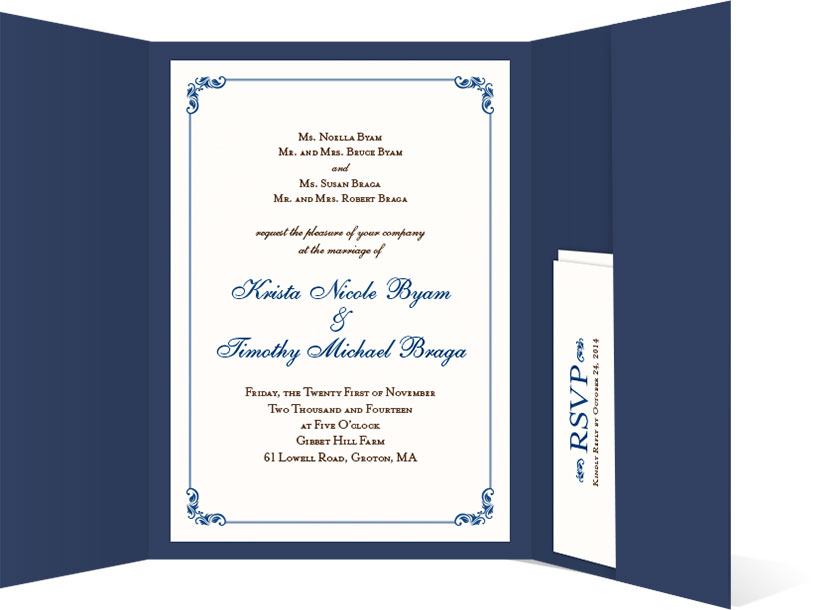 Ms. Noella Byam
Mr. and Mrs. Bruce Byam
and
Ms. Susan Braga
Mr. and Mrs. Robert Braga
request the pleasure of your company
at the marriage of
Krista Nicole Byam
&
Timothy Michael Braga
Friday, the Twenty First of November
Two Thousand and Fourteen
at Five O'clock
Gibbet Hill Farm
61 Lowell Road, Groton, MA
RSVP
Kindly Reply by October 24, 2014